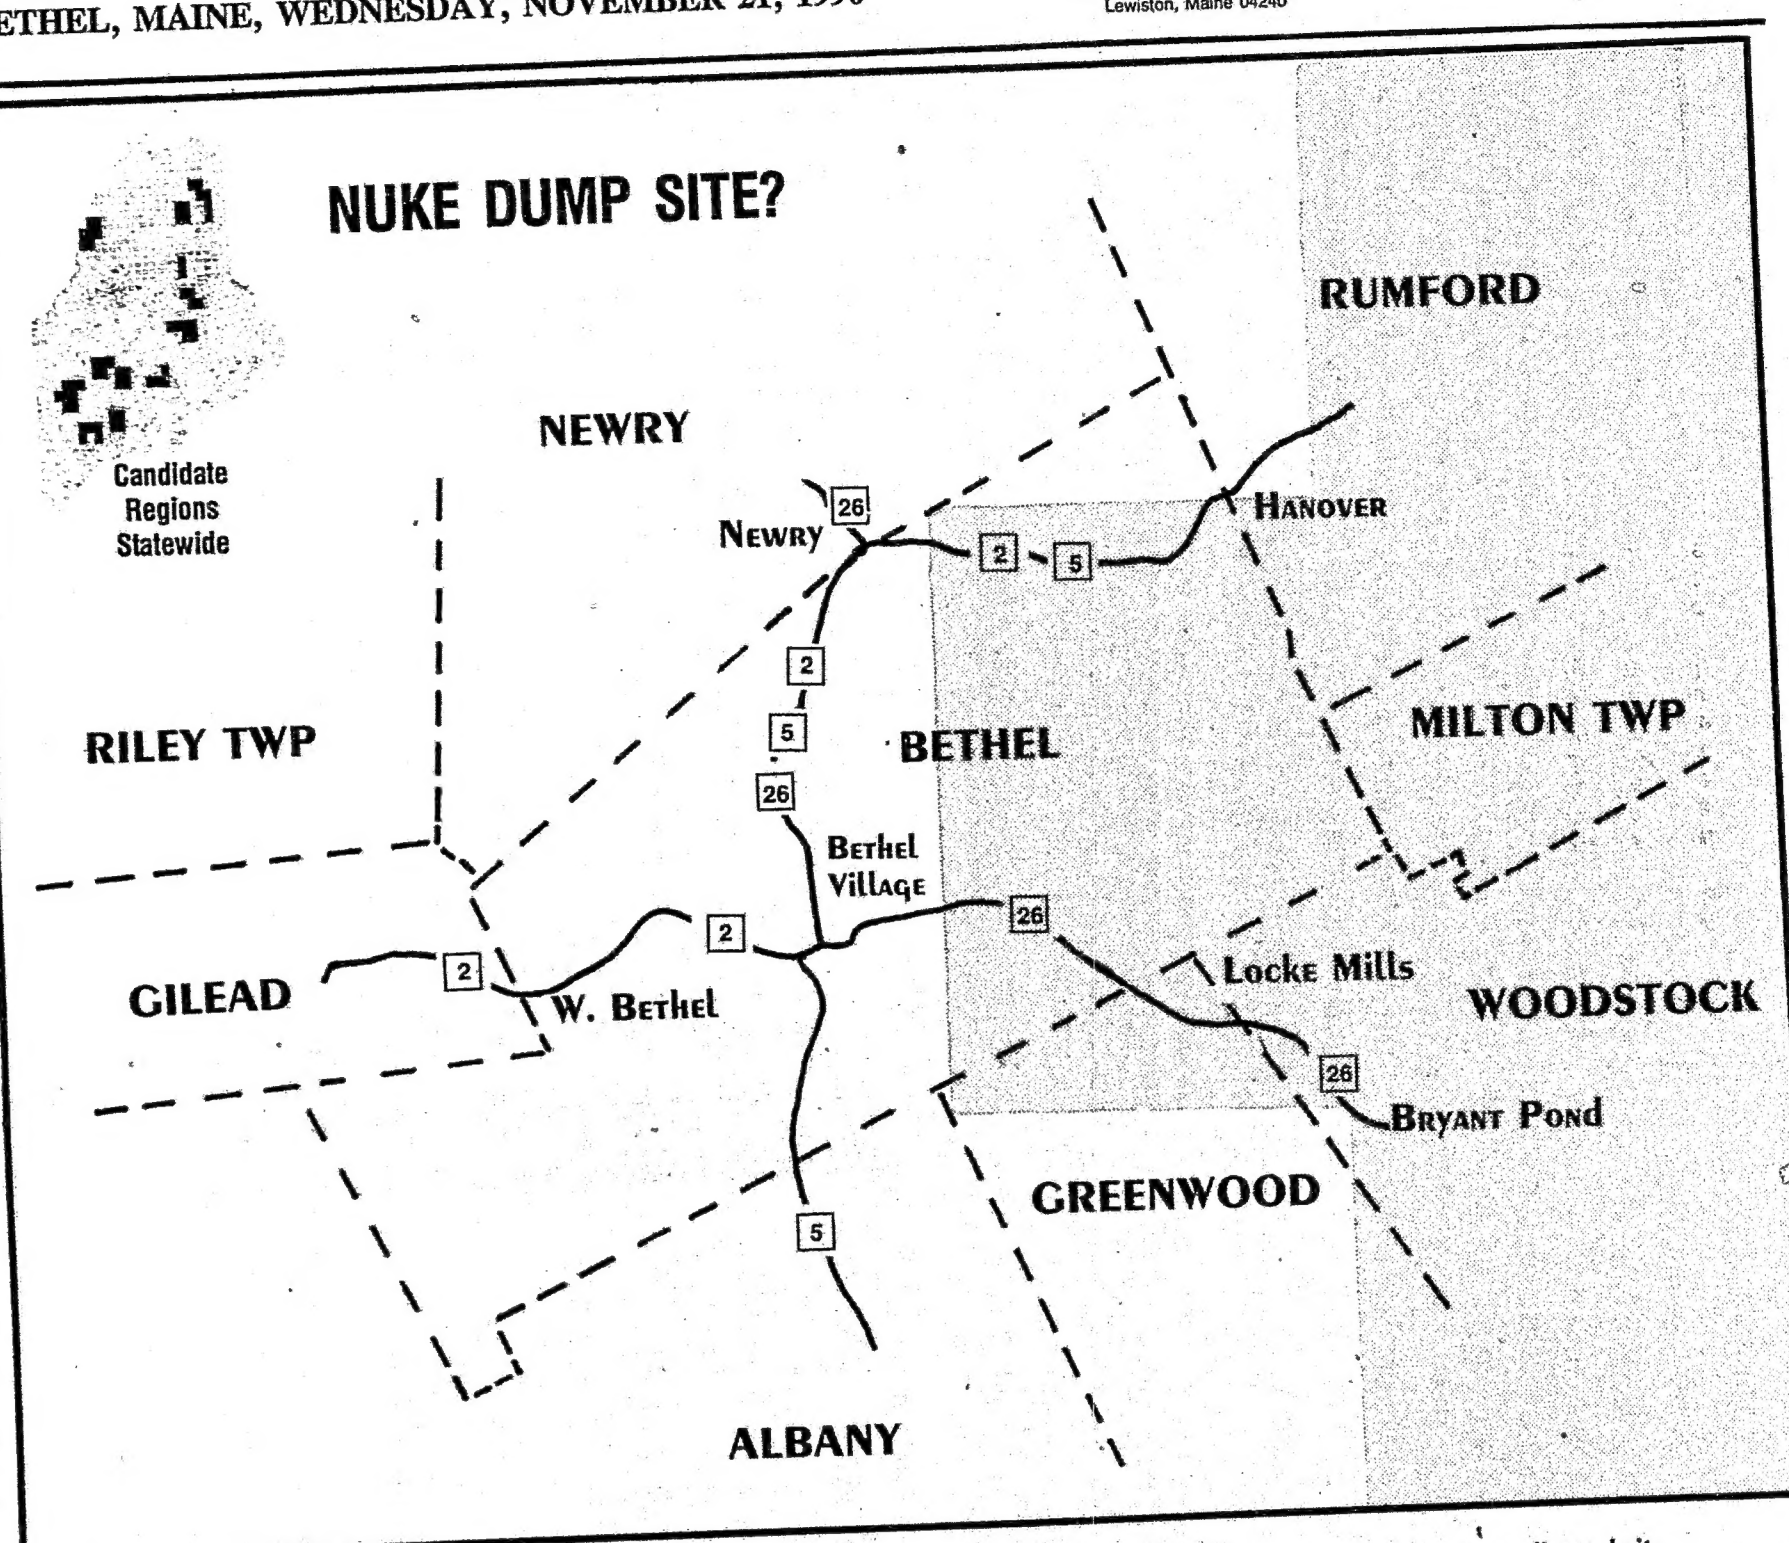 ETHEL, MAINE, WEDNESDAY, NOVEMBER 21, 1990
Lewiston, Maine 04240
NUKE DUMP SITE?
RUMFORD
NEWRY
Candidate
Regions
Statewide
26
NEWRY
HANOVER
2
5
2
RILEY TWP
5
BETHEL
MILTON TWP
26
BETHEL
VILLAGE
26
2
2
GILEAD
W. BETHEL
LOCKE MILLS
WOODSTOCK
26
BRYANT POND
GREENWOOD
5
ALBANY